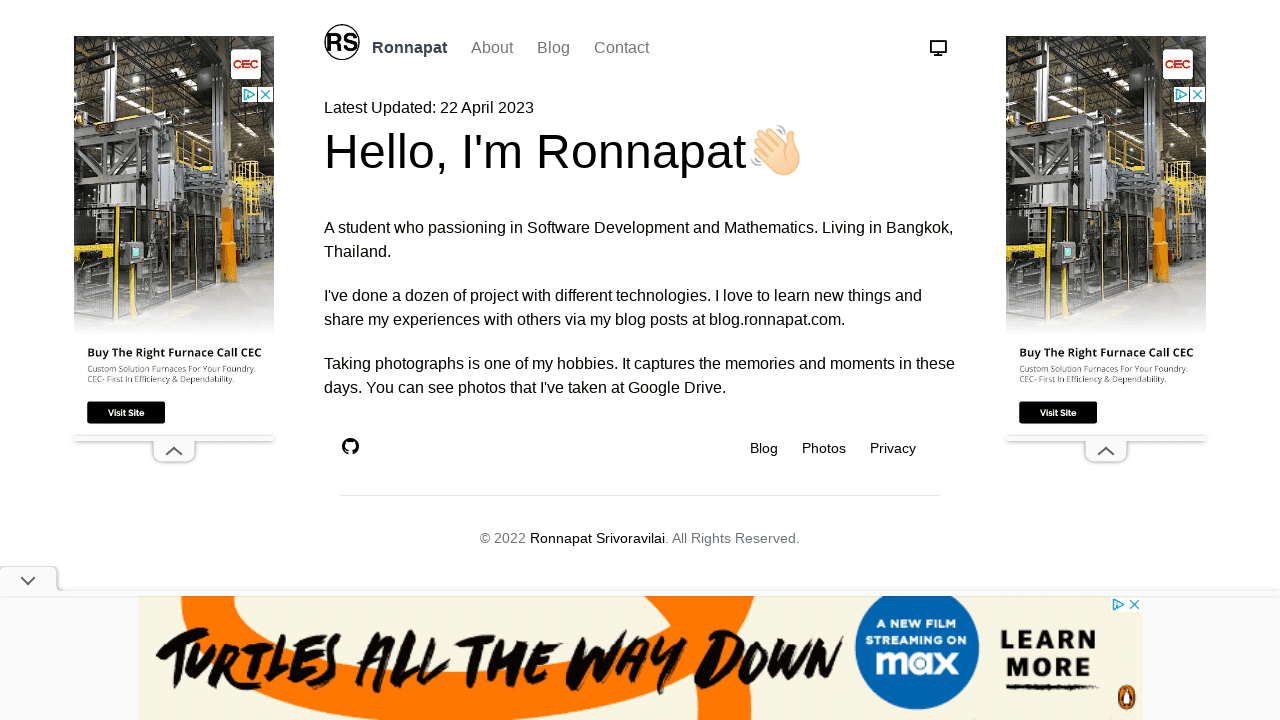 RS
Ronnapat About Blog Contact
Latest Updated: 22 April 2023
Hello, I'm Ronnapat👋🏻
A student who passioning in Software Development and Mathematics. Living in Bangkok,
Thailand.
I've done a dozen of project with different technologies. I love to learn new things and
share my experiences with others via my blog posts at blog.ronnapat.com.
Taking photographs is one of my hobbies. It captures the memories and moments in these
days. You can see photos that I've taken at Google Drive.
Blog Photos Privacy
© 2022 Ronnapat Srivoravilai. All Rights Reserved.
CEC
Buy The Right Furnace Call CEC
Custom Solution Furnaces For Your Foundry.
CEC- First In Efficiency & Dependability.
Visit Site
CEC
Buy The Right Furnace Call CEC
Custom Solution Furnaces For Your Foundry.
CEC- First In Efficiency & Dependability.
Visit Site
TURTLES ALL THE WAY DOWN
A NEW FILM
STREAMING ON
max
LEARN
MORE